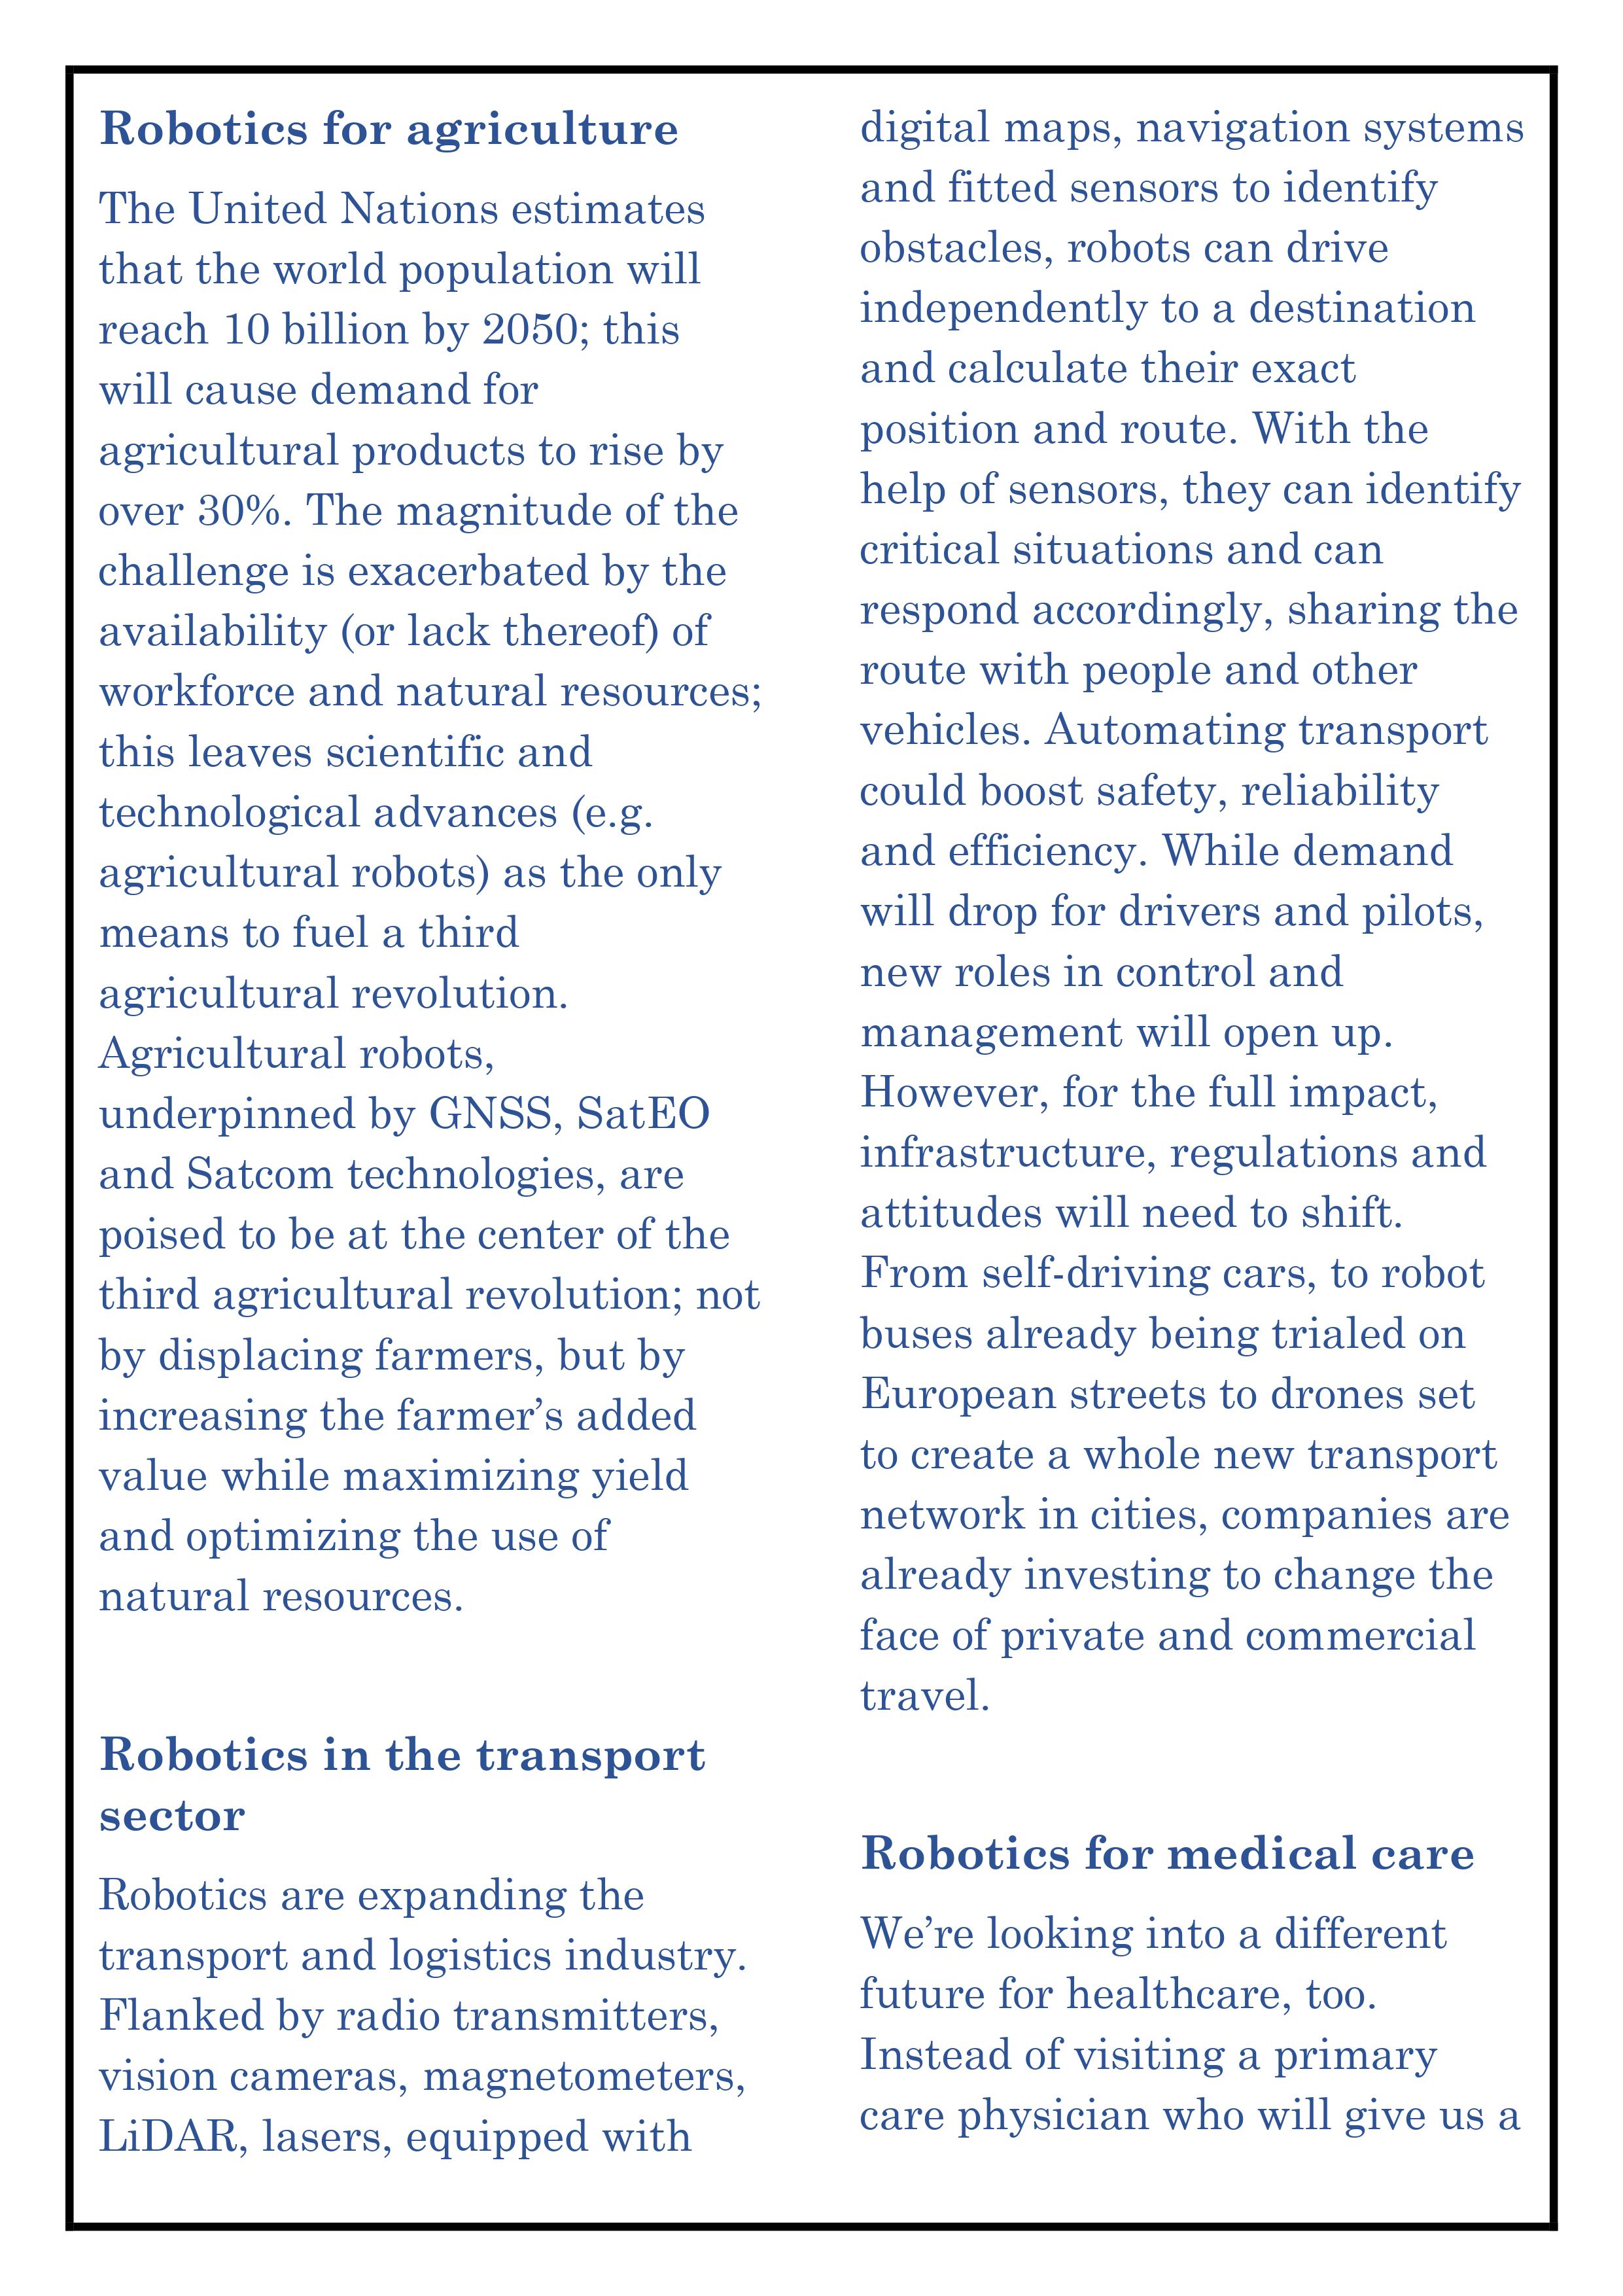 Robotics for agriculture
The United Nations estimates
that the world population will
reach 10 billion by 2050; this
will cause demand for
agricultural products to rise by
over 30%. The magnitude of the
challenge is exacerbated by the
availability (or lack thereof) of
workforce and natural resources;
this leaves scientific and
technological advances (e.g.
agricultural robots) as the only
means to fuel a third
agricultural revolution.
Agricultural robots,
underpinned by GNSS, SatEO
and Satcom technologies, are
poised to be at the center of the
third agricultural revolution; not
by displacing farmers, but by
increasing the farmer’s added
value while maximizing yield
and optimizing the use of
natural resources.
Robotics in the transport
sector
Robotics are expanding the
transport and logistics industry.
Flanked by radio transmitters,
vision cameras, magnetometers,
LiDAR, lasers, equipped with
digital maps, navigation systems
and fitted sensors to identify
obstacles, robots can drive
independently to a destination
and calculate their exact
position and route. With the
help of sensors, they can identify
critical situations and can
respond accordingly, sharing the
route with people and other
vehicles. Automating transport
could boost safety, reliability
and efficiency. While demand
will drop for drivers and pilots,
new roles in control and
management will open up.
However, for the full impact,
infrastructure, regulations and
attitudes will need to shift.
From self-driving cars, to robot
buses already being trialed on
European streets to drones set
to create a whole new transport
network in cities, companies are
already investing to change the
face of private and commercial
travel.
Robotics for medical care
We’re looking into a different
future for healthcare, too.
Instead of visiting a primary
care physician who will give us a